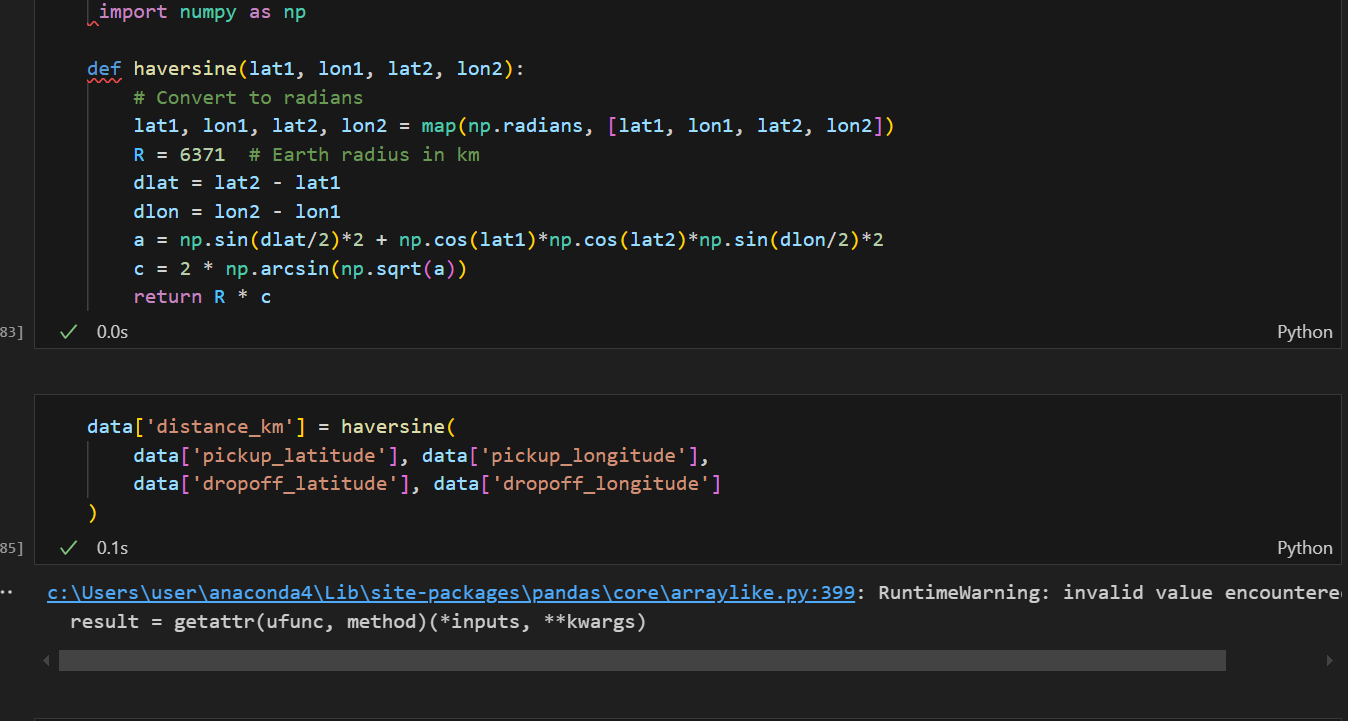 import numpy as np
def haversine(lat1, lon1, lat2, lon2):
# Convert to radians
lat1, lon1, lat2, lon2 = map(np.radians, [lat1, lon1, lat2, lon2])
R = 6371  # Earth radius in km
dlat = lat2 - lat1
dlon = lon2 - lon1
a = np.sin(dlat/2)*2 + np.cos(lat1)*np.cos(lat2)*np.sin(dlon/2)*2
c = 2 * np.arcsin(np.sqrt(a))
return R * c
83] 0.0s Python
data['distance_km'] = haversine(
data['pickup_latitude'], data['pickup_longitude'],
data['dropoff_latitude'], data['dropoff_longitude']
)
85] 0.1s Python
c:\Users\user\anaconda4\Lib\site-packages\pandas\core\arraylike.py:399: RuntimeWarning: invalid value encountere
result = getattr(ufunc, method)(*inputs, **kwargs)